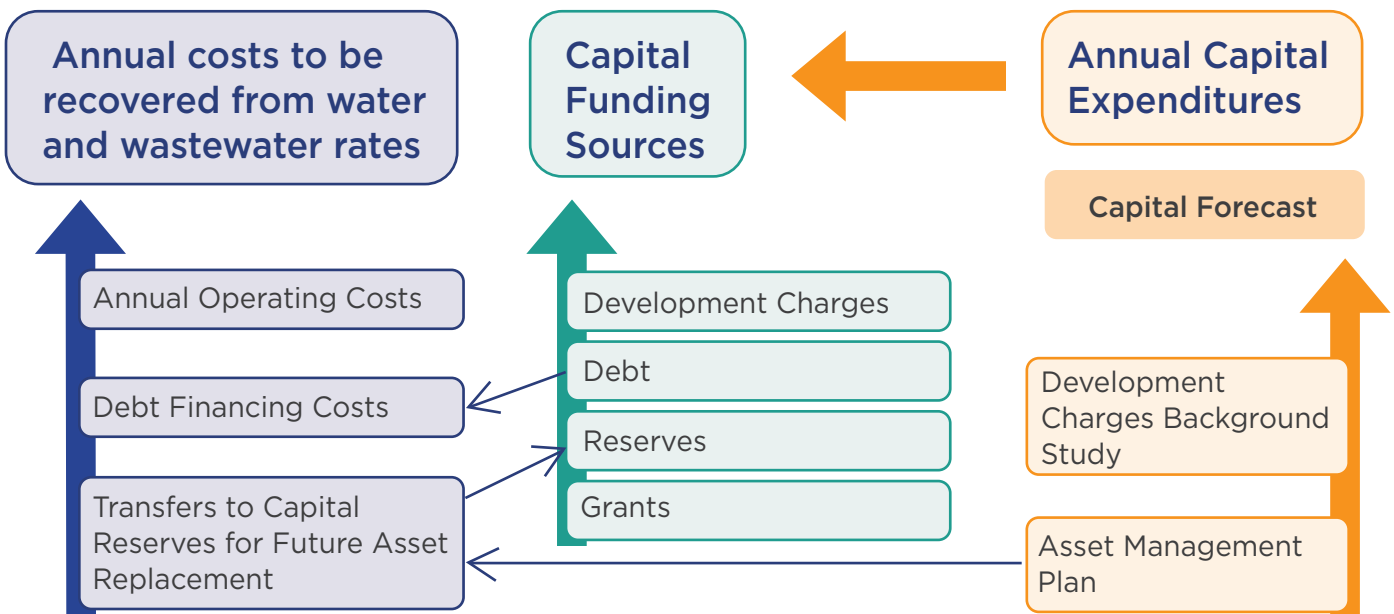 Annual costs to be
recovered from water
and wastewater rates
Capital
Funding
Sources
Annual Capital
Expenditures
Capital Forecast
Annual Operating Costs
Debt Financing Costs
Transfers to Capital
Reserves for Future Asset
Replacement
Development Charges
Debt
Reserves
Grants
Development
Charges Background
Study
Asset Management
Plan